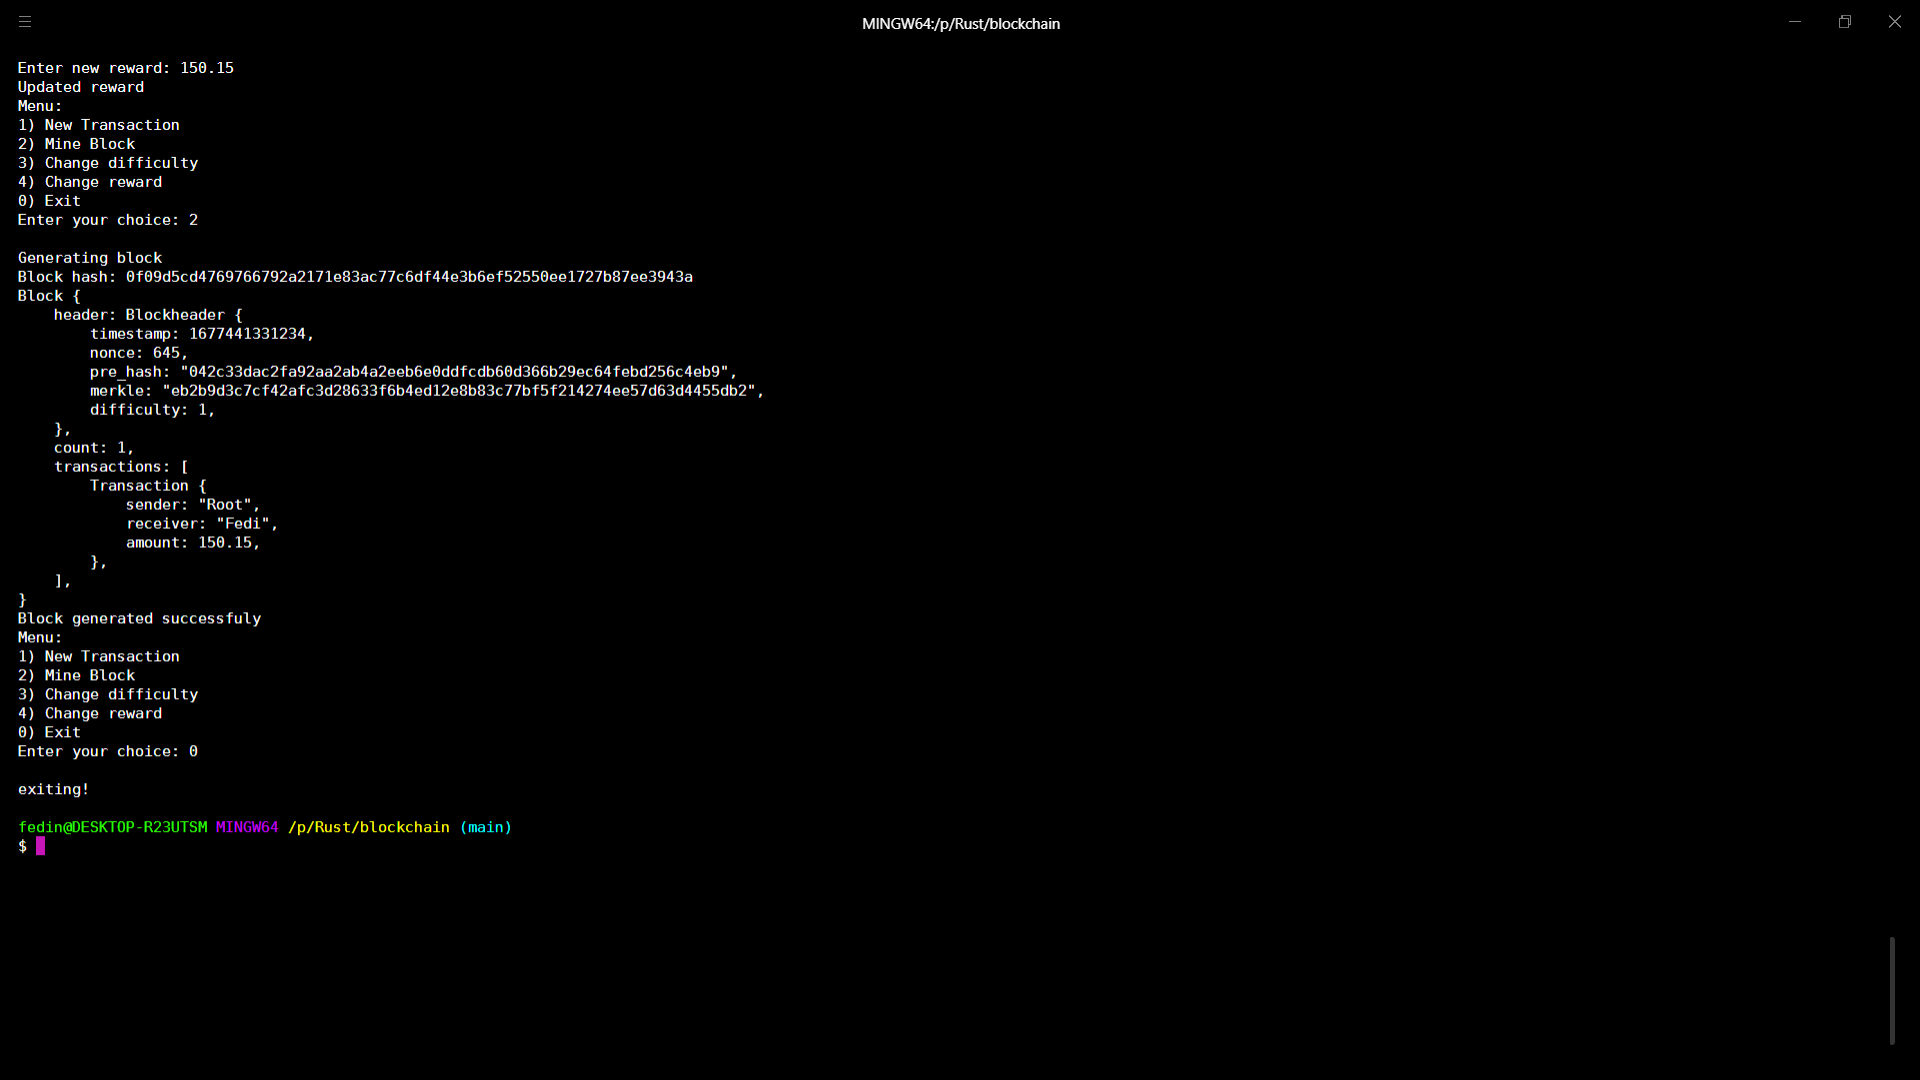 MINGW64:/p/Rust/blockchain
Enter new reward: 150.15
Updated reward
Menu:
1) New Transaction
2) Mine Block
3) Change difficulty
4) Change reward
0) Exit
Enter your choice: 2
Generating block
Block hash: 0f09d5cd4769766792a2171e83ac77c6df44e3b6ef52550ee1727b87ee3943a
Block {
    header: Blockheader {
        timestamp: 1677441331234,
        nonce: 645,
        pre_hash: "042c33dac2fa92aa2ab4a2eeb6e0ddfcdb60d366b29ec64febd256c4eb9",
        merkle: "eb2b9d3c7cf42afc3d28633f6b4ed12e8b83c77bf5f214274ee57d63d4455db2",
        difficulty: 1,
    },
    count: 1,
    transactions: [
        Transaction {
            sender: "Root",
            receiver: "Fedi",
            amount: 150.15,
        },
    ],
}
Block generated successfuly
Menu:
1) New Transaction
2) Mine Block
3) Change difficulty
4) Change reward
0) Exit
Enter your choice: 0
exiting!
fedin@DESKTOP-R23UTSM MINGW64 /p/Rust/blockchain (main)
$